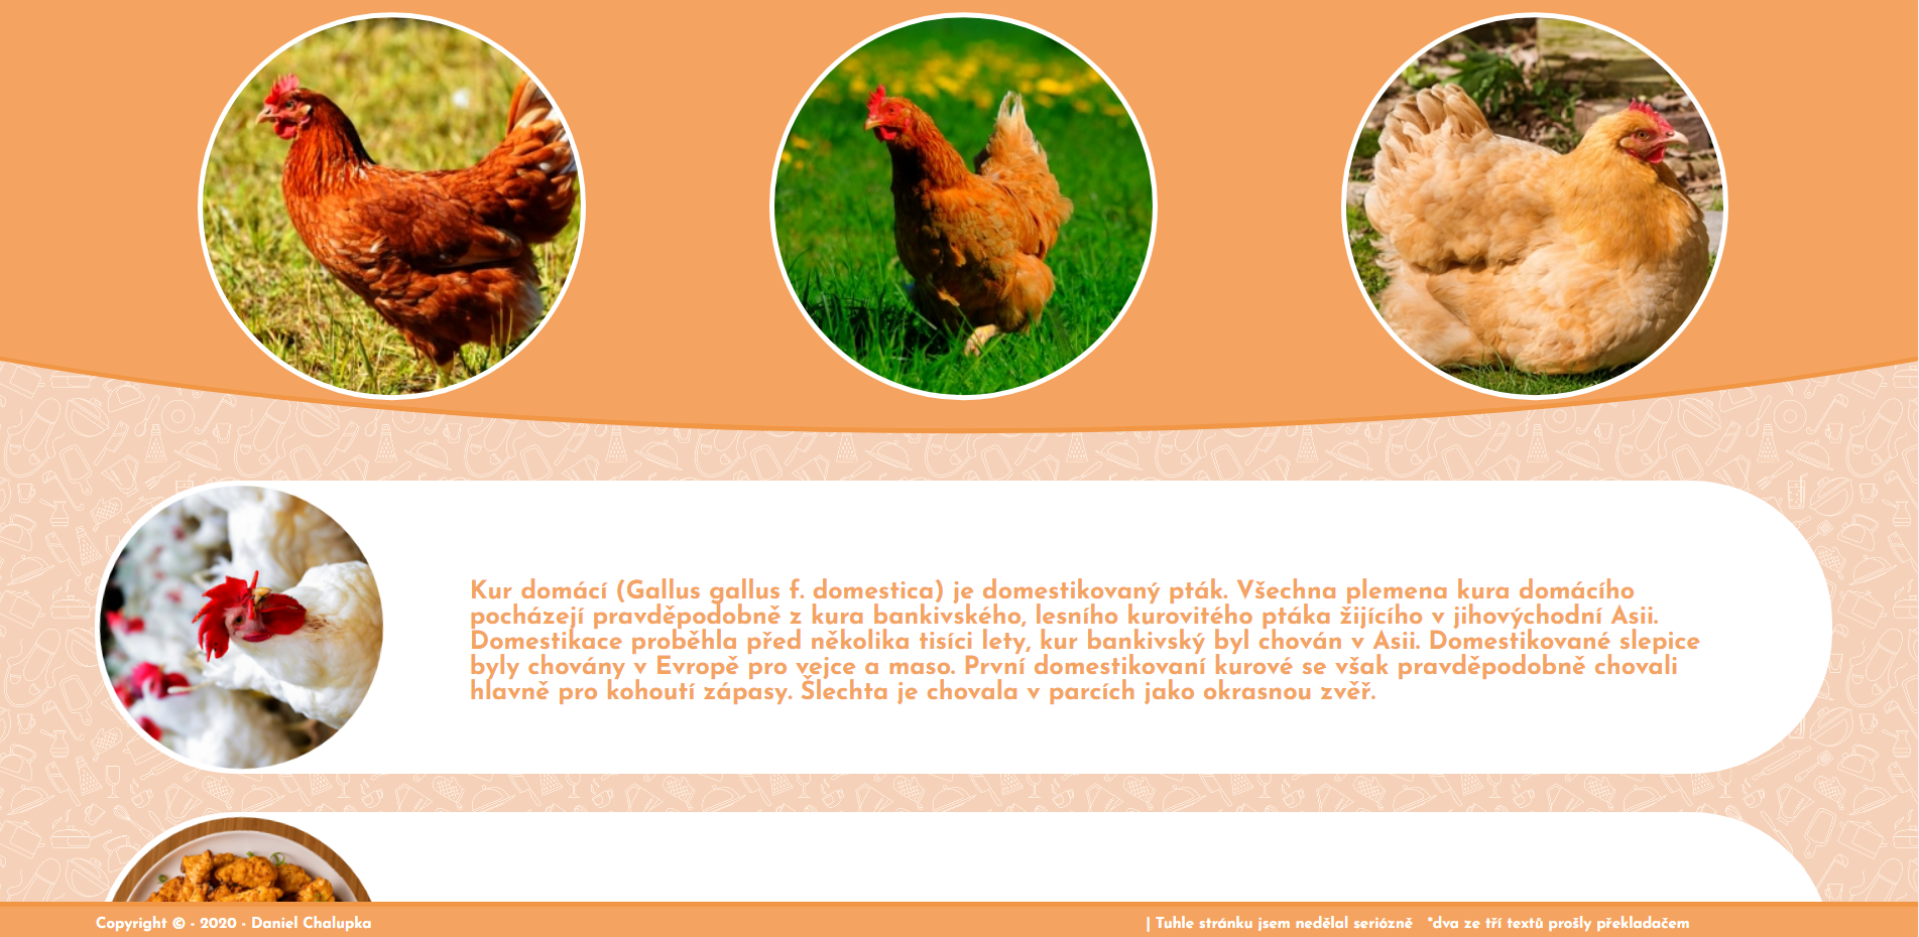 Kur domácí (Gallus gallus f. domestica) je domestikovaný pták. Všechna plemena kura domácího
pocházejí pravděpodobně z kura bankivského, lesního kurovitého ptáka žijícího v jihovýchodní Asii.
Domestikace proběhla před několika tisíci lety, kur bankivský byl chován v Asii. Domestikované slepice
byly chovány v Evropě pro vejce a maso. První domestikovaní kurové se však pravděpodobně chovali
hlavně pro kohoutí zápasy. Šlechta je chovala v parcích jako okrasnou zvěř.
Copyright © - 2020 - Daniel Chalupka
| Tuhle stránku jsem nedělal seriózně *dva ze tří textů prošly překladačem